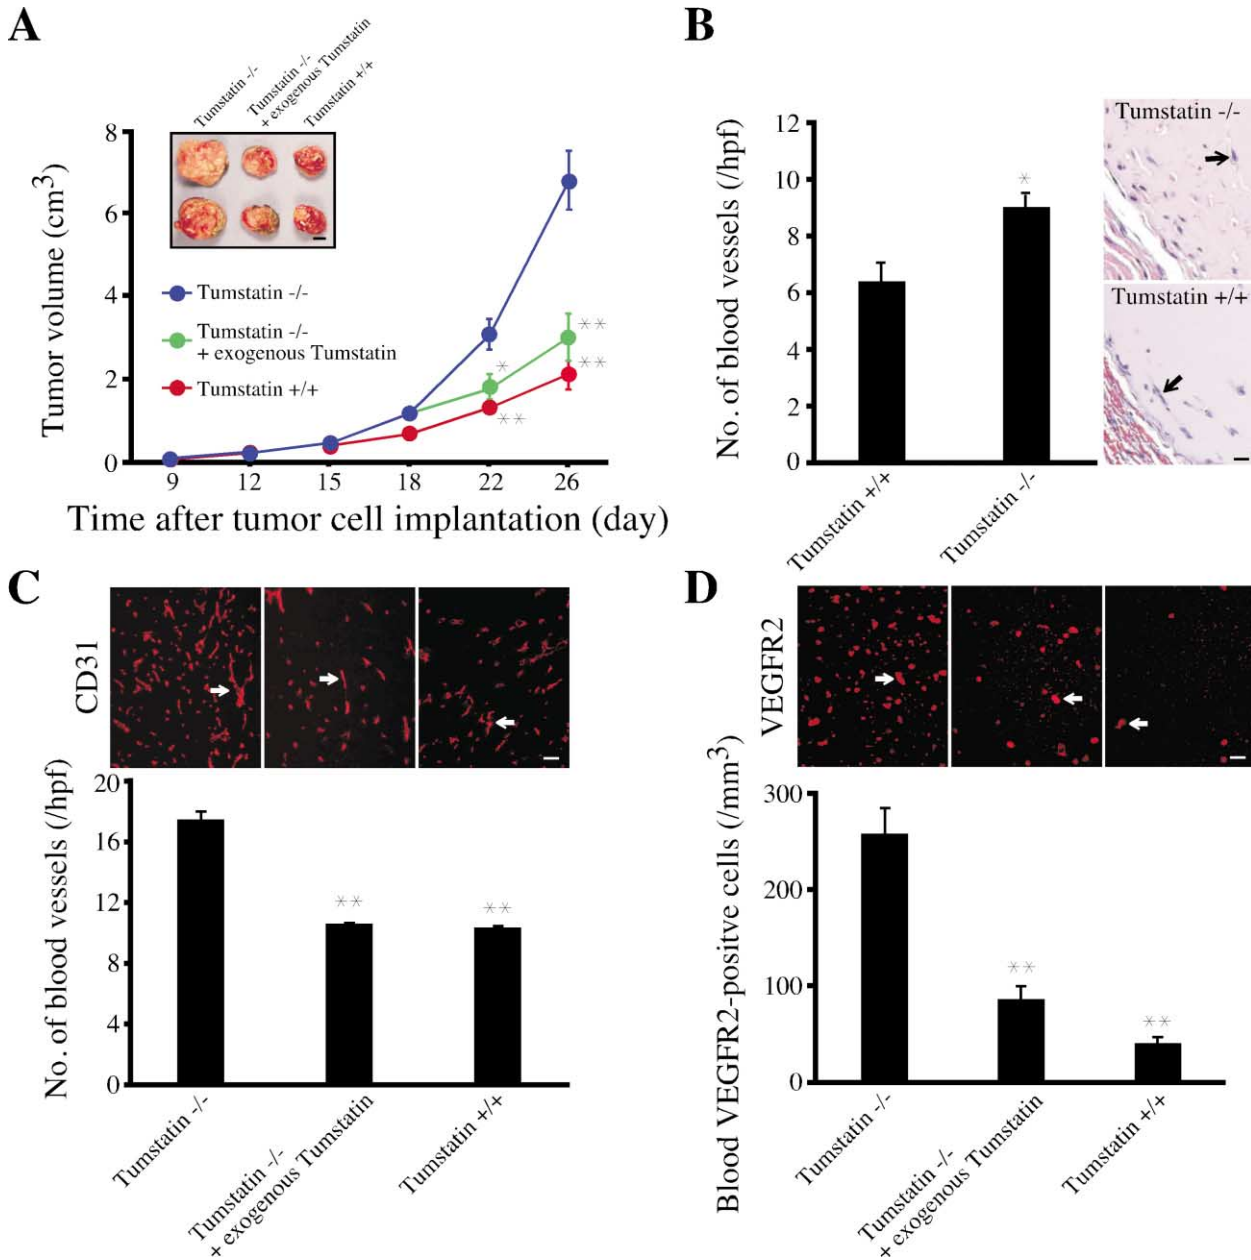 A
Tumstatin -/-
Tumstatin -/-
+ exogenous Tumstatin
Tumstatin +/+
Tumor volume (cm3)
8
6
4
2
0
Tumstatin -/-
Tumstatin -/-
+ exogenous Tumstatin
Tumstatin +/+
**
**
*
**
9 12 15 18 22 26
Time after tumor cell implantation (day)
B
No. of blood vessels (/hpf)
12
10
8
6
4
2
0
*
Tumstatin +/+
Tumstatin -/-
Tumstatin -/-
Tumstatin +/+
C
CD31
No. of blood vessels (/hpf)
20
16
12
8
4
0
**
**
Tumstatin -/-
Tumstatin -/-
+ exogenous Tumstatin
Tumstatin +/+
D
VEGFR2
Blood VEGFR2-positve cells (/mm3)
300
200
100
0
**
**
Tumstatin -/-
Tumstatin -/-
+ exogenous Tumstatin
Tumstatin +/+